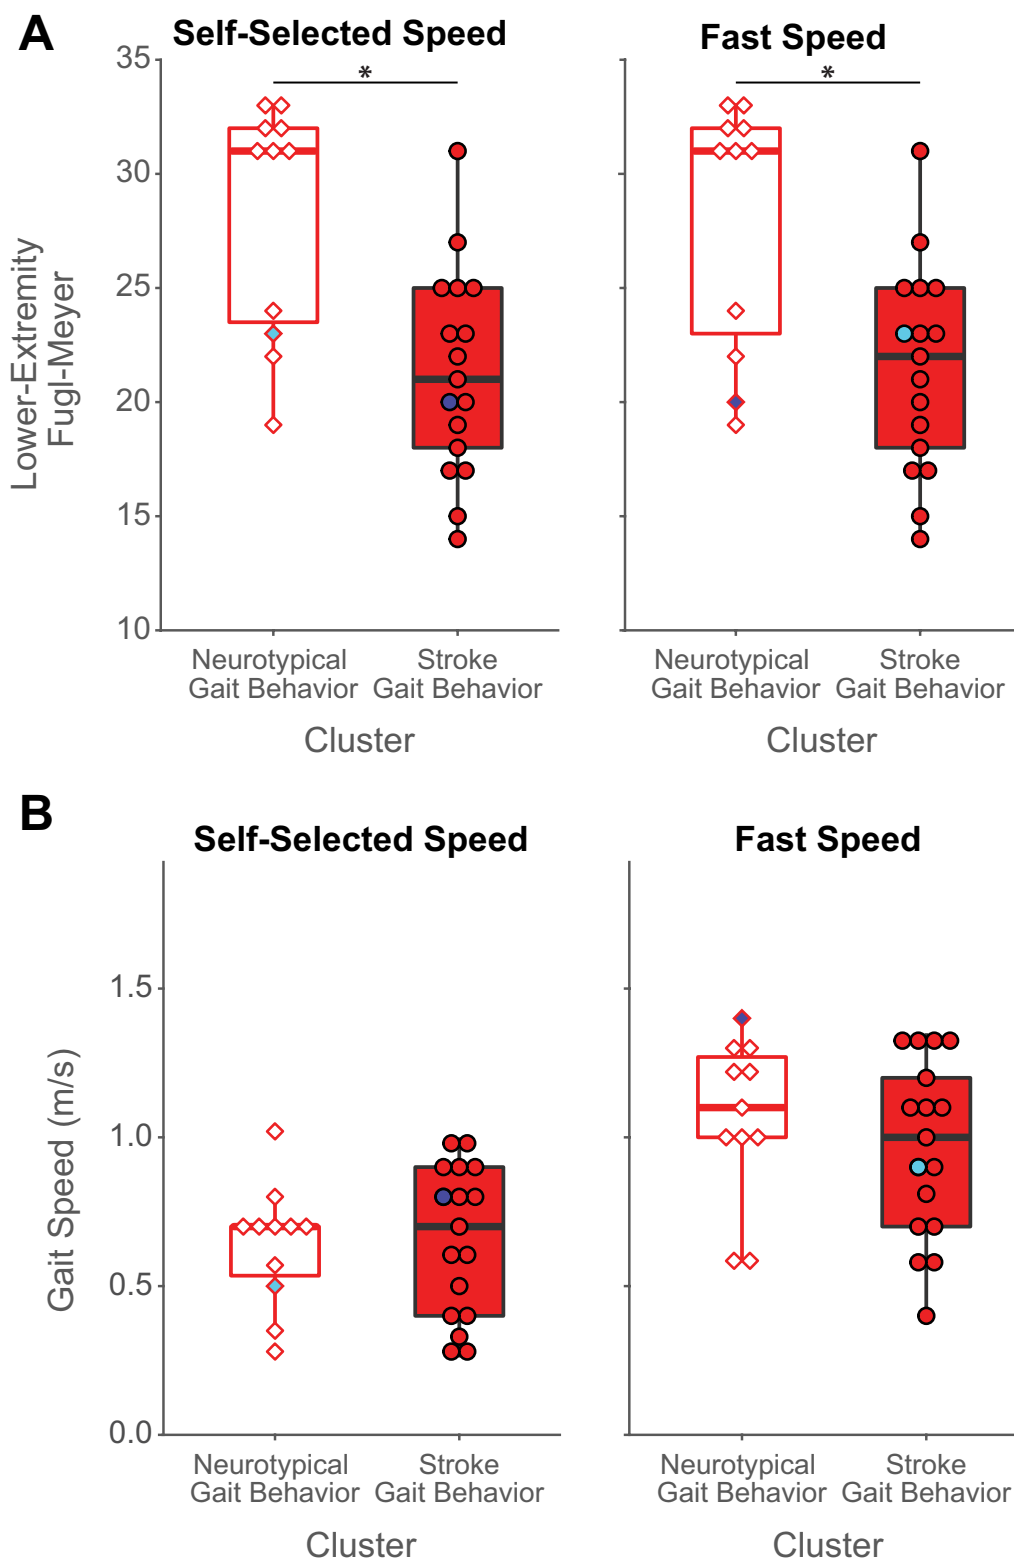 A
Self-Selected Speed
Fast Speed
35
*
*
30
25
20
15
10
Lower-Extremity
Fugl-Meyer
Neurotypical
Gait Behavior
Stroke
Gait Behavior
Neurotypical
Gait Behavior
Stroke
Gait Behavior
Cluster
Cluster
B
Self-Selected Speed
Fast Speed
1.5
1.0
0.5
0.0
Gait Speed (m/s)
Neurotypical
Gait Behavior
Stroke
Gait Behavior
Neurotypical
Gait Behavior
Stroke
Gait Behavior
Cluster
Cluster